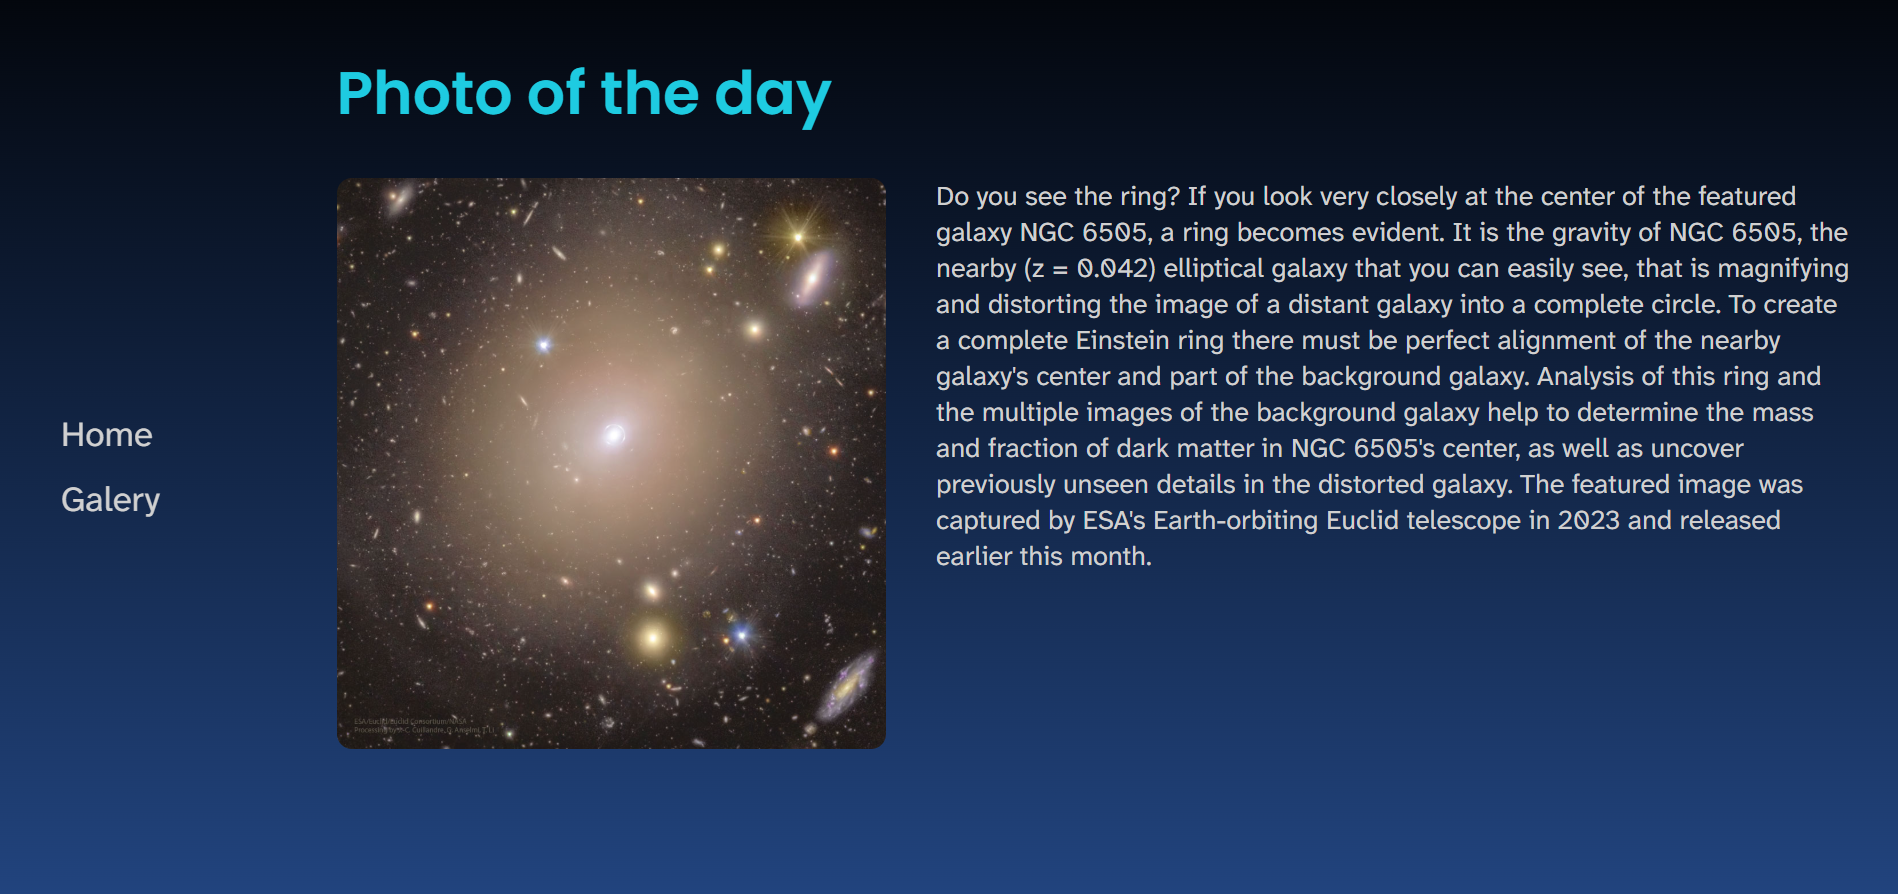 Photo of the day
Do you see the ring? If you look very closely at the center of the featured
galaxy NGC 6505, a ring becomes evident. It is the gravity of NGC 6505, the
nearby (z = 0.042) elliptical galaxy that you can easily see, that is magnifying
and distorting the image of a distant galaxy into a complete circle. To create
a complete Einstein ring there must be perfect alignment of the nearby
galaxy's center and part of the background galaxy. Analysis of this ring and
the multiple images of the background galaxy help to determine the mass
and fraction of dark matter in NGC 6505's center, as well as uncover
previously unseen details in the distorted galaxy. The featured image was
captured by ESA's Earth-orbiting Euclid telescope in 2023 and released
earlier this month.
Home
Galery
ESA/Euclid/Euclid Consortium/NASA
Processing by